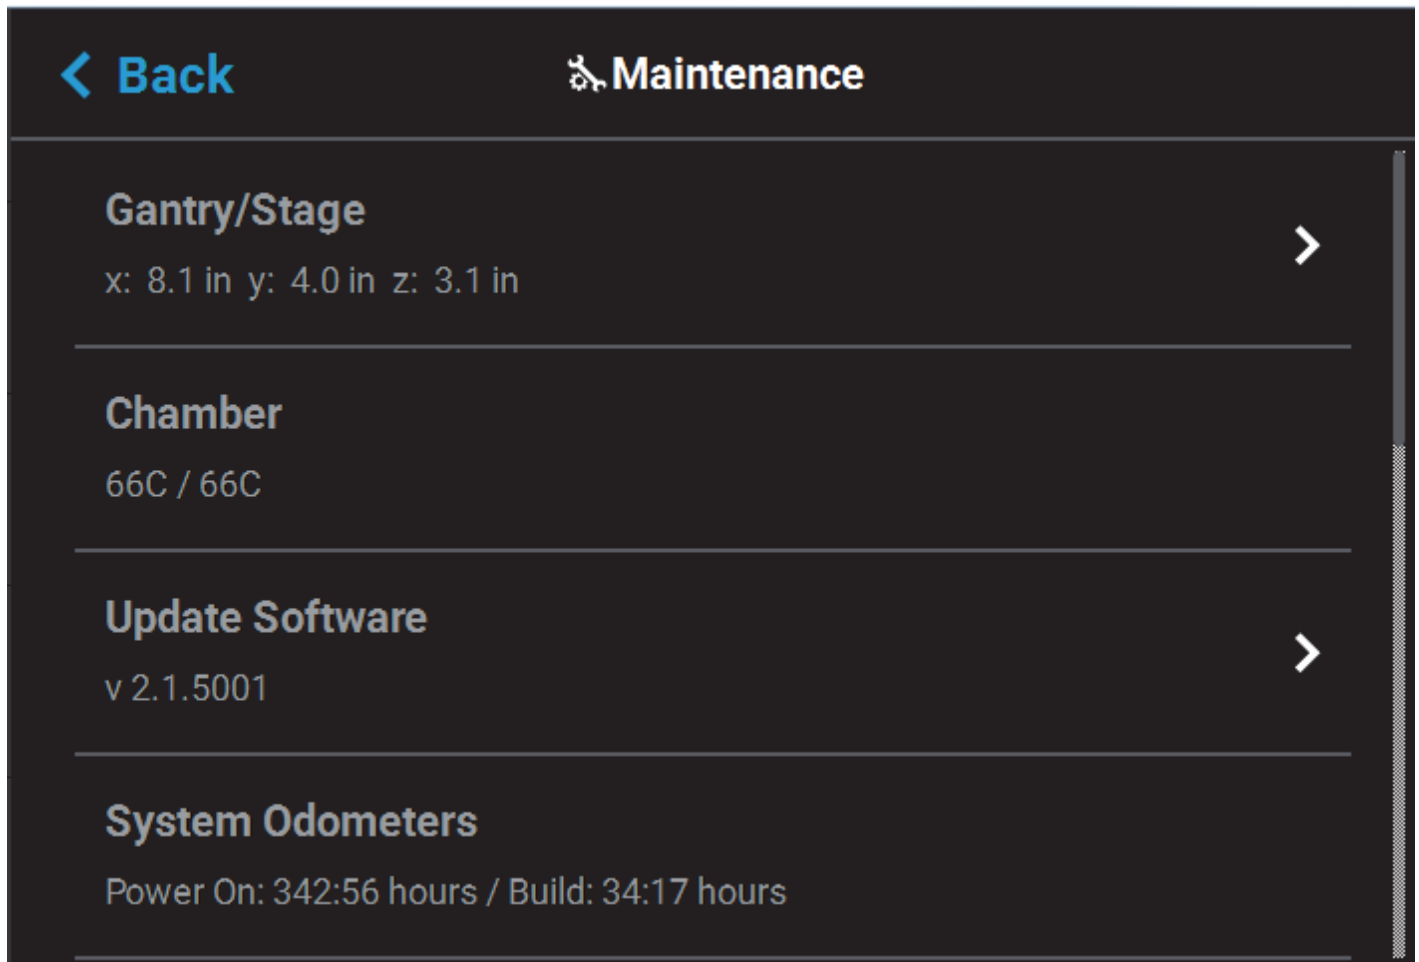 Back
Maintenance
Gantry/Stage
x: 8.1 in y: 4.0 in z: 3.1 in
Chamber
66C / 66C
Update Software
v 2.1.5001
System Odometers
Power On: 342:56 hours / Build: 34:17 hours